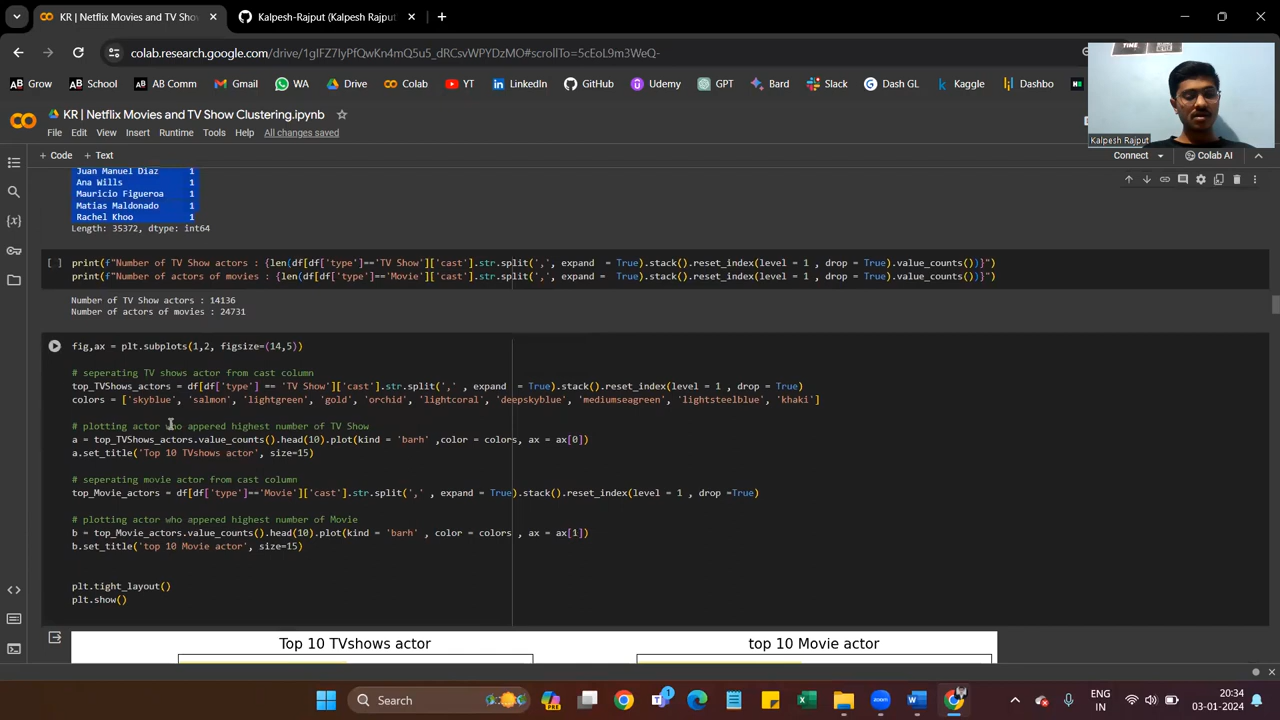 KR | Netflix Movies and TV Show
Kalpesh-Rajput (Kalpesh Rajput)
colab.research.google.com/drive/1gIFZ7IyPfQwKn4mQ5u5_dRCsvWPYDzMO#scrollTo=5cEoL9m3WeQ-
AB Grow
AB School
AB Comm
Gmail
WA
Drive
Colab
YT
LinkedIn
GitHub
Udemy
GPT
Bard
Slack
Dash GL
Kaggle
Dashbo
Kalpesh Rajput
KR | Netflix Movies and TV Show Clustering.ipynb
File Edit View Insert Runtime Tools Help All changes saved
+ Code + Text
Connect
Colab AI
Juan Manuel Diaz 1
Ana Wills 1
Mauricio Figueroa 1
Matias Maldonado 1
Rachel Khoo 1
Length: 35372, dtype: int64
[ ] print(f"Number of TV Show actors : {len(df[df['type']=='TV Show']['cast'].str.split(',', expand = True).stack().reset_index(level = 1 , drop = True).value_counts())}")
print(f"Number of actors of movies : {len(df[df['type']=='Movie']['cast'].str.split(',', expand = True).stack().reset_index(level = 1 , drop = True).value_counts())}")
Number of TV Show actors : 14136
Number of actors of movies : 24731
fig,ax = plt.subplots(1,2, figsize=(14,5))
# seperating TV shows actor from cast column
top_TVShows_actors = df[df['type'] == 'TV Show']['cast'].str.split(',' , expand = True).stack().reset_index(level = 1 , drop = True)
colors = ['skyblue', 'salmon', 'lightgreen', 'gold', 'orchid', 'lightcoral', 'deepskyblue', 'mediumseagreen', 'lightsteelblue', 'khaki']
# plotting actor who appered highest number of TV Show
a = top_TVShows_actors.value_counts().head(10).plot(kind = 'barh' ,color = colors, ax = ax[0])
a.set_title('Top 10 TVshows actor', size=15)
# seperating movie actor from cast column
top_Movie_actors = df[df['type']=='Movie']['cast'].str.split(',' , expand = True).stack().reset_index(level = 1 , drop =True)
# plotting actor who appered highest number of Movie
b = top_Movie_actors.value_counts().head(10).plot(kind = 'barh' , color = colors , ax = ax[1])
b.set_title('top 10 Movie actor', size=15)
plt.tight_layout()
plt.show()
Top 10 TVshows actor
top 10 Movie actor
Search
ENG
IN
20:34
03-01-2024